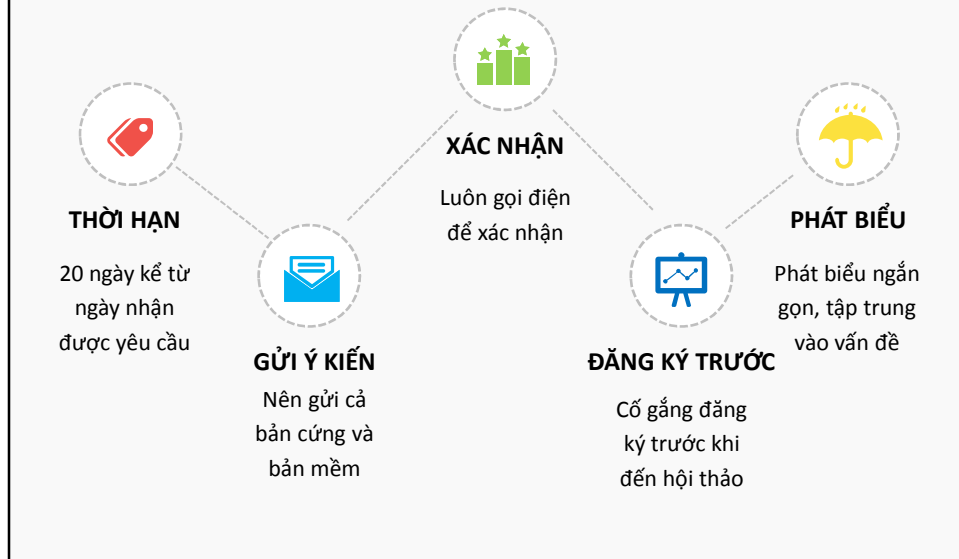 THỜI HẠN
20 ngày kể từ
ngày nhận
được yêu cầu
GỬI Ý KIẾN
Nên gửi cả
bản cứng và
bản mềm
XÁC NHẬN
Luôn gọi điện
để xác nhận
ĐĂNG KÝ TRƯỚC
Cố gắng đăng
ký trước khi
đến hội thảo
PHÁT BIỂU
Phát biểu ngắn
gọn, tập trung
vào vấn đề